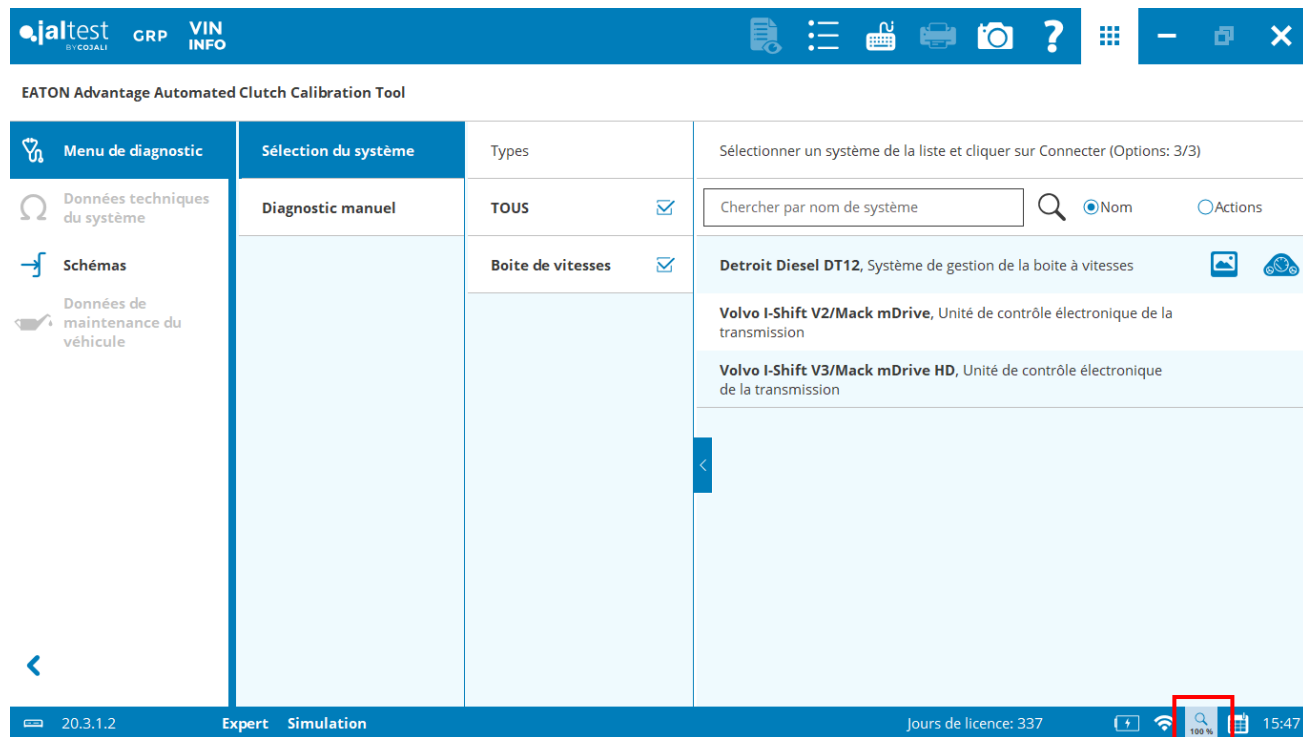 jaltest
BY COJALI
GRP
VIN
INFO
?
EATON Advantage Automated Clutch Calibration Tool
Menu de diagnostic
Sélection du système
Types
Sélectionner un système de la liste et cliquer sur Connecter (Options: 3/3)
Données techniques
du système
Diagnostic manuel
TOUS
Chercher par nom de système
Nom
Actions
Schémas
Boite de vitesses
Detroit Diesel DT12, Système de gestion de la boite à vitesses
Données de
maintenance du
véhicule
Volvo I-Shift V2/Mack mDrive, Unité de contrôle électronique de la
transmission
Volvo I-Shift V3/Mack mDrive HD, Unité de contrôle électronique
de la transmission
20.3.1.2
Expert
Simulation
Jours de licence: 337
100 %
15:47